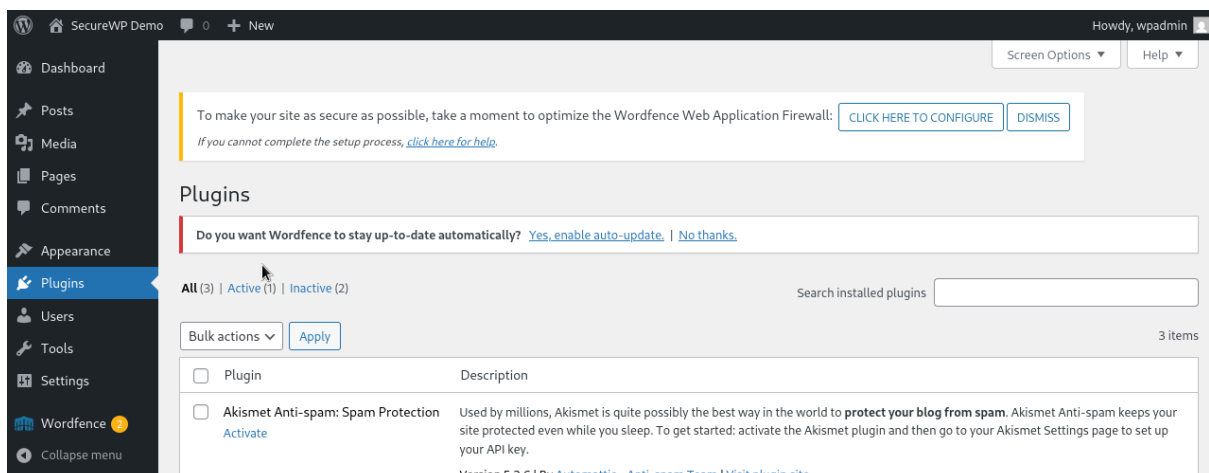 SecureWP Demo 0 + New Howdy, wpadmin
Screen Options ▼ Help ▼
Dashboard
Posts
Media
Pages
Comments
Appearance
Plugins
Users
Tools
Settings
Wordfence 2
Collapse menu
To make your site as secure as possible, take a moment to optimize the Wordfence Web Application Firewall: CLICK HERE TO CONFIGURE DISMISS
If you cannot complete the setup process, click here for help.
Plugins
Do you want Wordfence to stay up-to-date automatically? Yes, enable auto-update. | No thanks.
All (3) | Active (1) | Inactive (2)
Search installed plugins
Bulk actions Apply
3 items
Plugin Description
Akismet Anti-spam: Spam Protection
Activate
Used by millions, Akismet is quite possibly the best way in the world to protect your blog from spam. Akismet Anti-spam keeps your
site protected even while you sleep. To get started: activate the Akismet plugin and then go to your Akismet Settings page to set up
your API key.